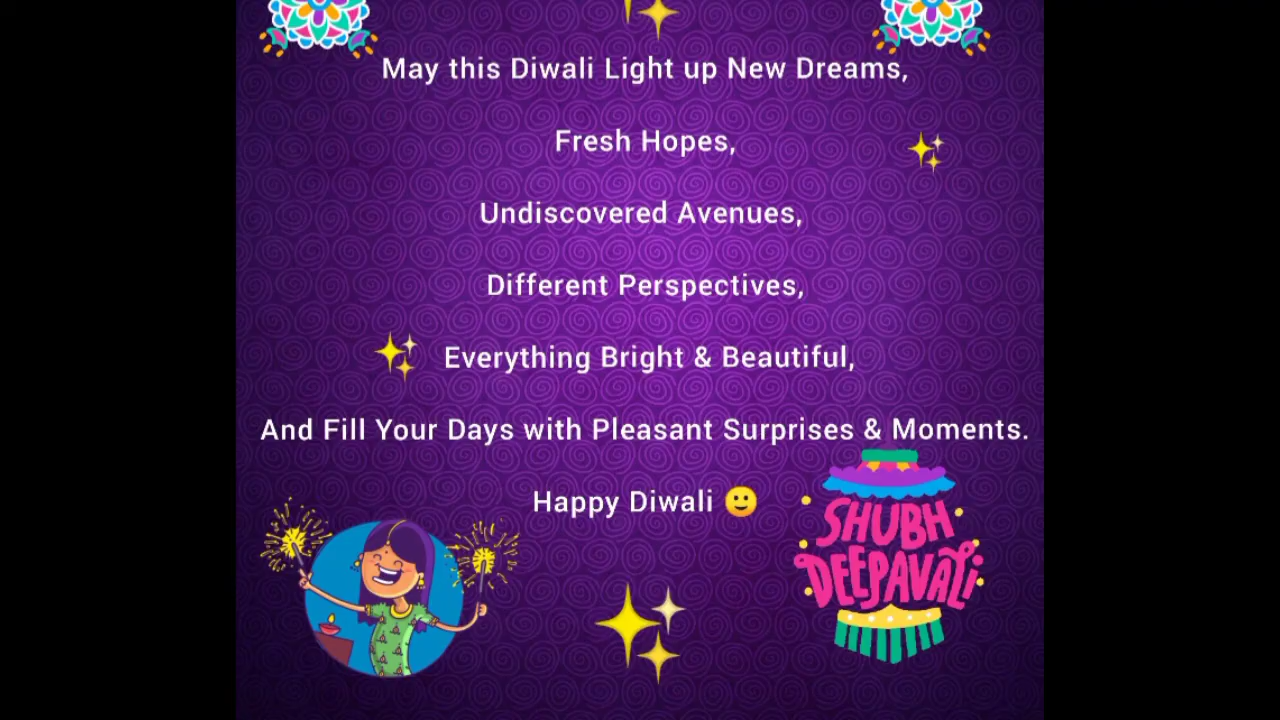 May this Diwali Light up New Dreams,
Fresh Hopes,
Undiscovered Avenues,
Different Perspectives,
Everything Bright & Beautiful,
And Fill Your Days with Pleasant Surprises & Moments.
Happy Diwali 🙂
SHUBH
DEEPAVALI